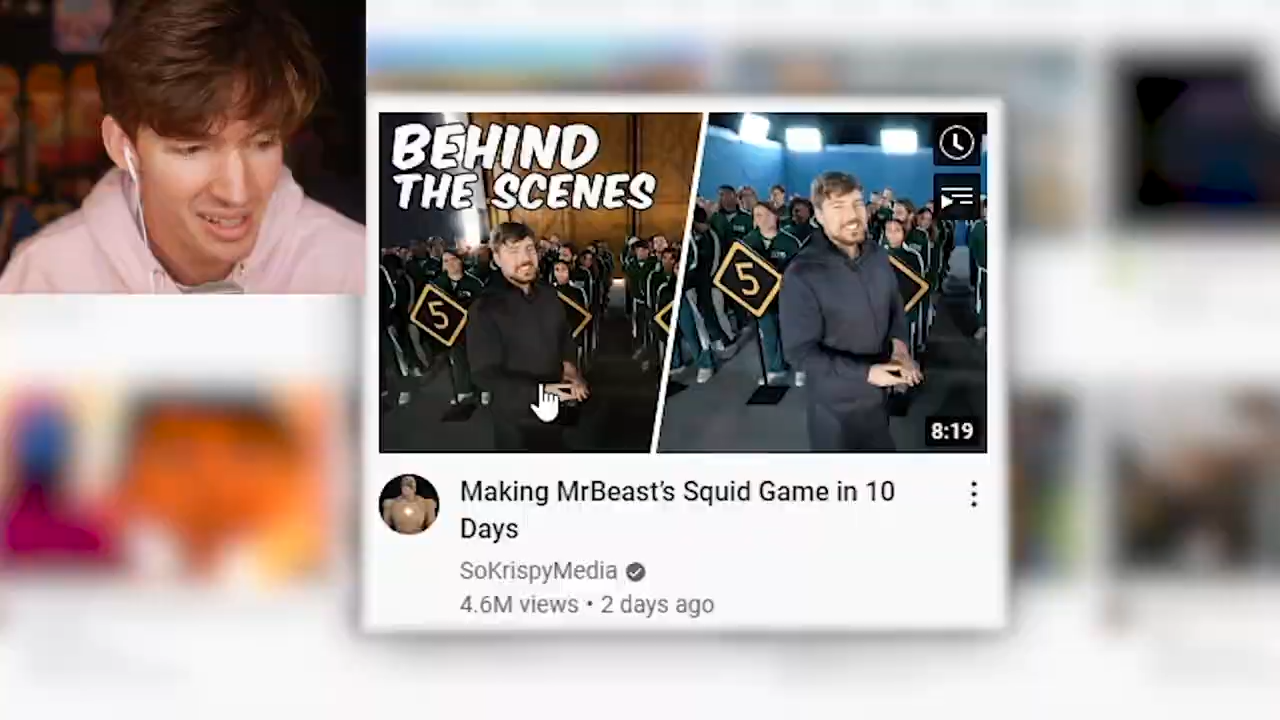 BEHIND
THE SCENES
5
5
8:19
Making MrBeast's Squid Game in 10
Days
SoKrispyMedia
4.6M views • 2 days ago